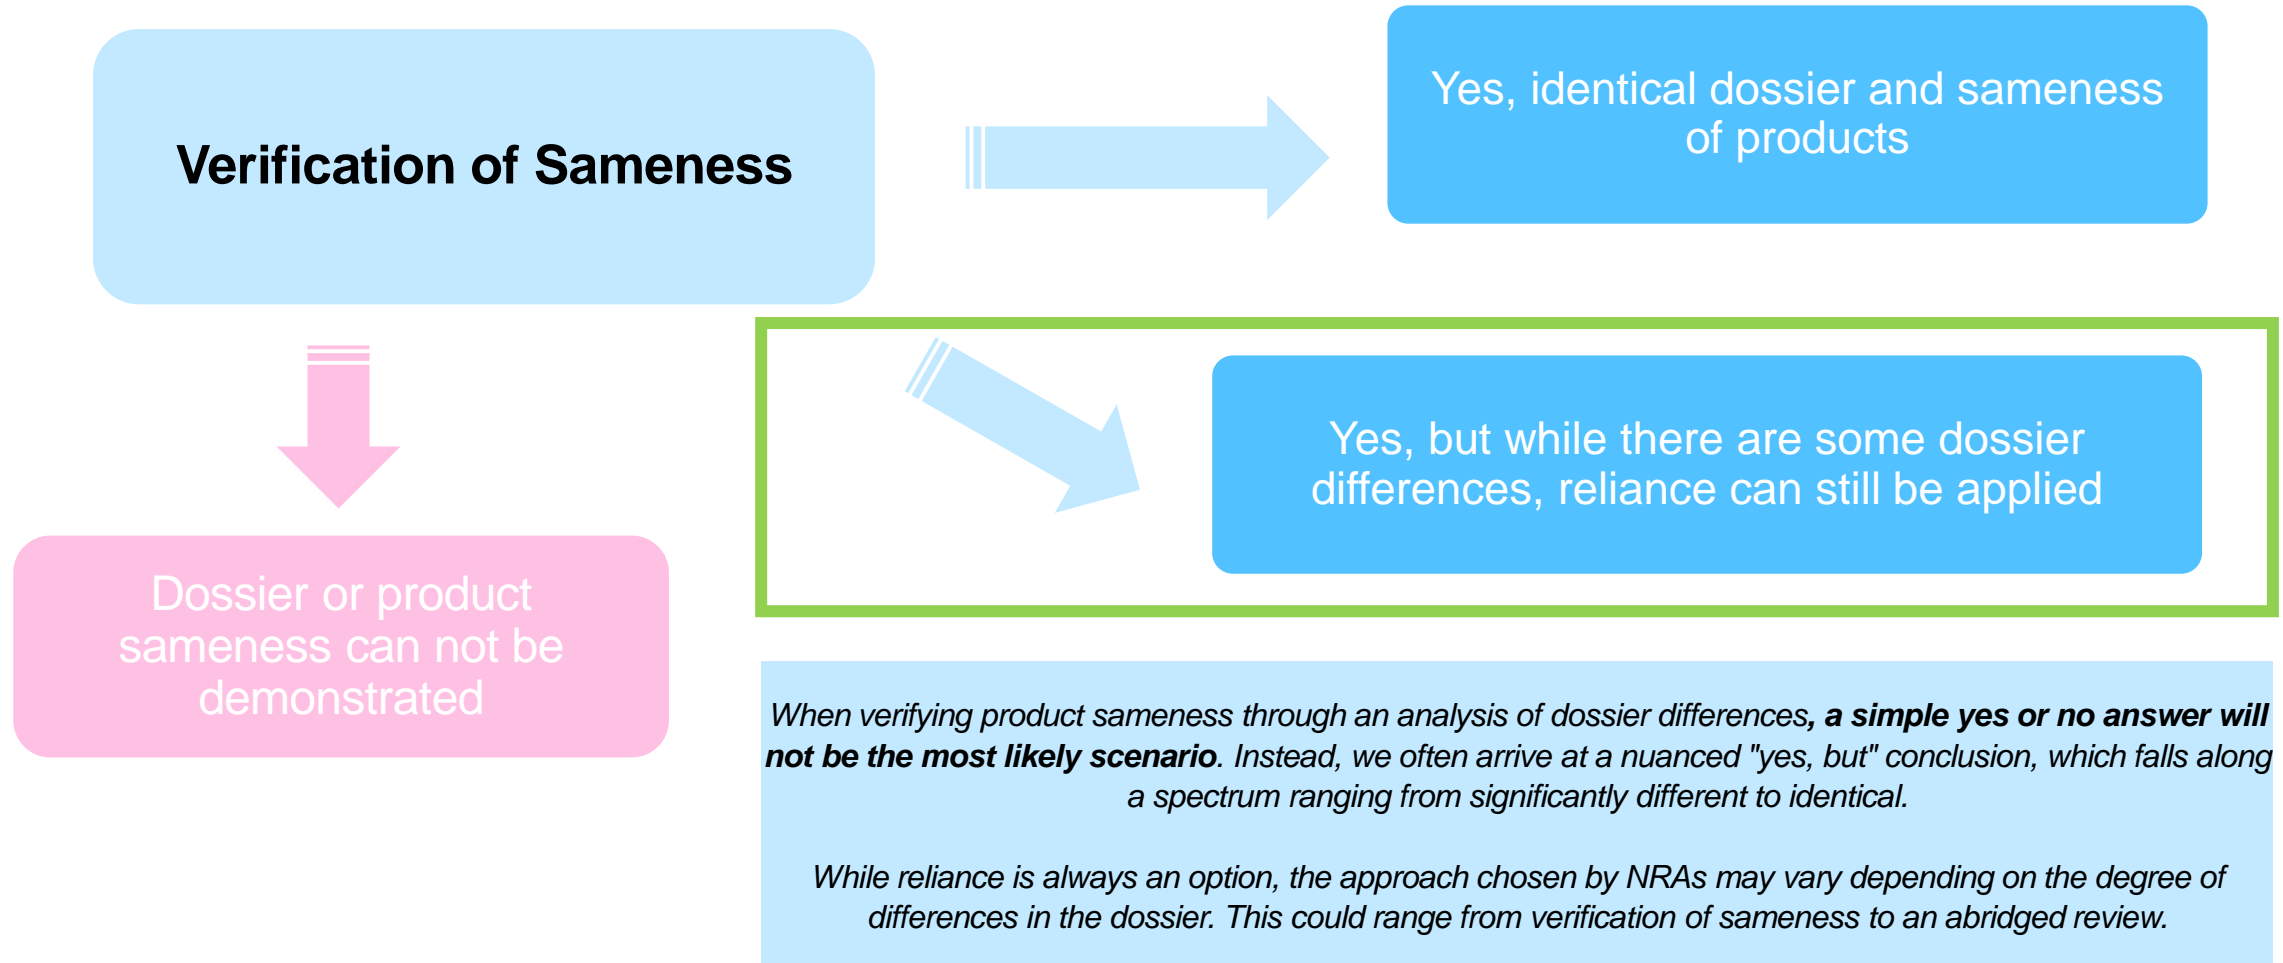 Verification of Sameness
Yes, identical dossier and sameness
of products
Yes, but while there are some dossier
differences, reliance can still be applied
Dossier or product
sameness can not be
demonstrated
When verifying product sameness through an analysis of dossier differences, a simple yes or no answer will
not be the most likely scenario. Instead, we often arrive at a nuanced "yes, but" conclusion, which falls along
a spectrum ranging from significantly different to identical.
While reliance is always an option, the approach chosen by NRAs may vary depending on the degree of
differences in the dossier. This could range from verification of sameness to an abridged review.